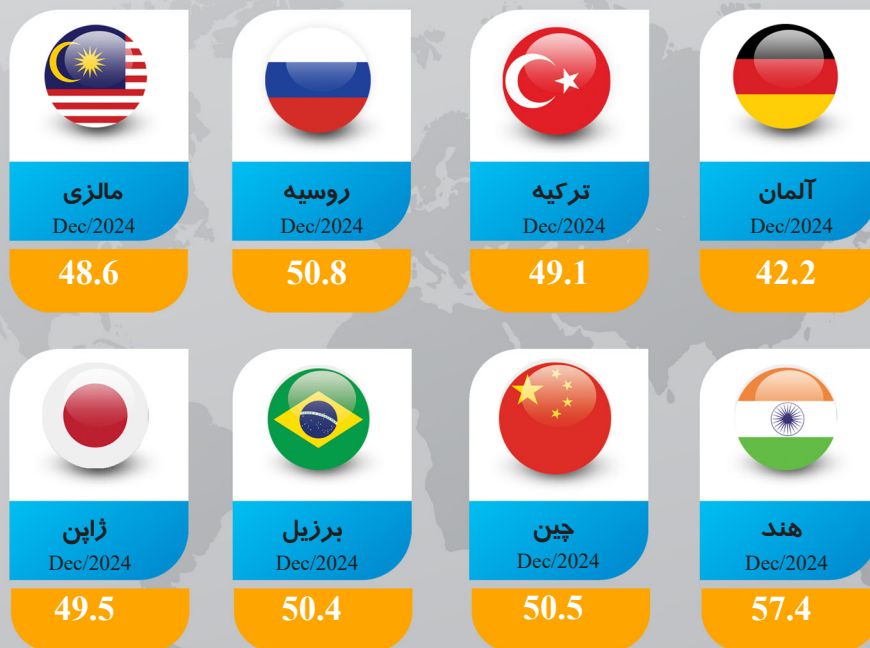 آلمان
Dec/2024
42.2
ترکیه
Dec/2024
49.1
روسیه
Dec/2024
50.8
مالزی
Dec/2024
48.6
هند
Dec/2024
57.4
چین
Dec/2024
50.5
برزیل
Dec/2024
50.4
ژاپن
Dec/2024
49.5